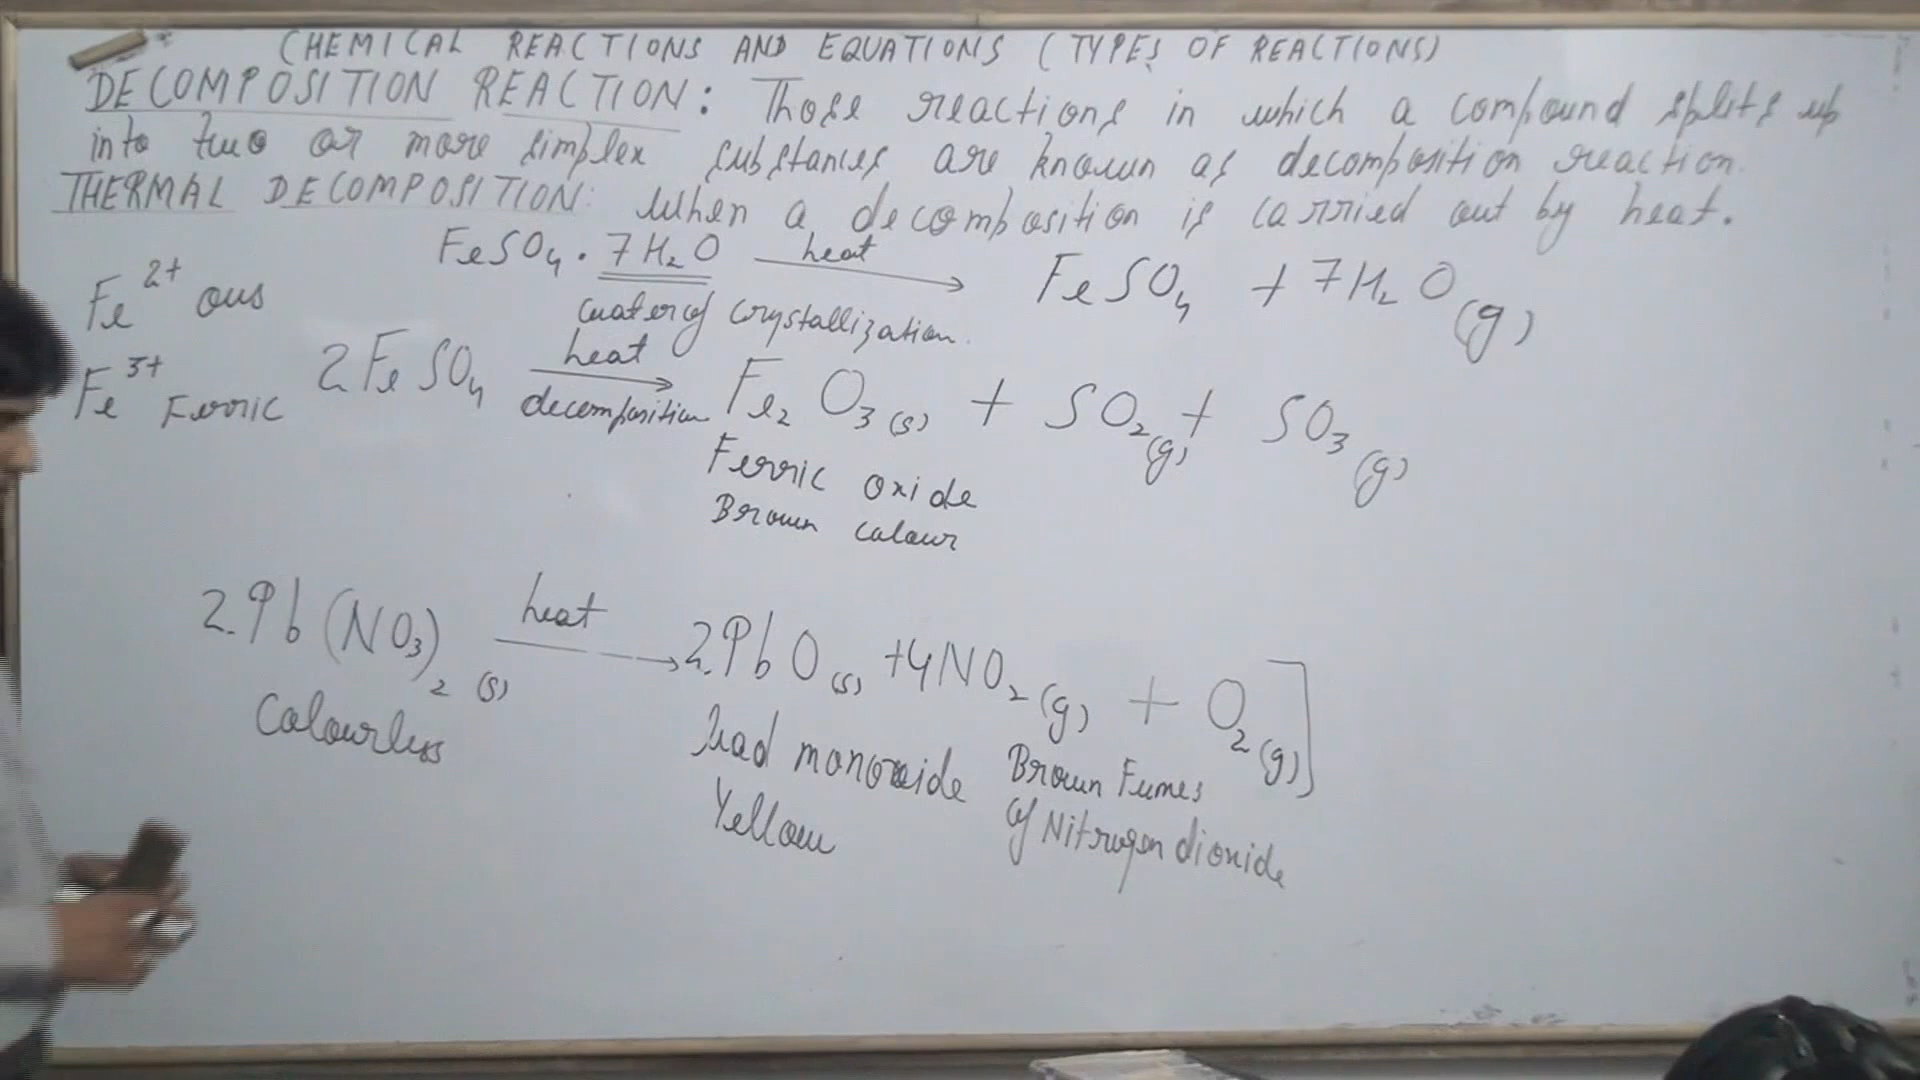 CHEMICAL REACTIONS AND EQUATIONS (TYPES OF REACTIONS)
DECOMPOSITION REACTION: Those reactions in which a compound splits up
into two or more simplex substances are known as decomposition reaction.
THERMAL DECOMPOSITION: When a decomposition is carried out by heat.
FeSO₄ · 7H₂O heat → FeSO₄ + 7H₂O (g)
water of crystallization.
Fe²⁺ ous
Fe³⁺ Ferric
2FeSO₄ heat → decomposition Fe₂O₃ (s) + SO₂ (g) + SO₃ (g)
Ferric oxide
Brown colour
2Pb(NO₃)₂ (s) heat → 2PbO (s) + 4NO₂ (g) + O₂ (g)]
Colourless
lead monoxide
Yellow
Brown Fumes
of Nitrogen dioxide